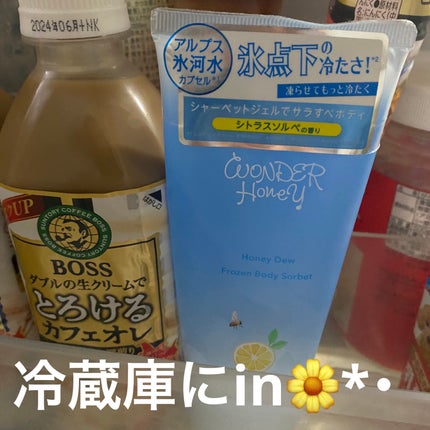 2024年06月+NK
アルプス
氷河水
カプセル
氷点下の
冷たさ!
凍らせてもっと冷たく
シャーベットジェルでサラすべボディ
シトラスソルベの香り
WONDER
HONEY
Honey Dew
Frozen Body Sorbet
UP
SUNTORY COFFEE BOSS
BOSS
ダブルの生クリームで
とろける
カフェオレ
冷蔵庫にin🌼*・